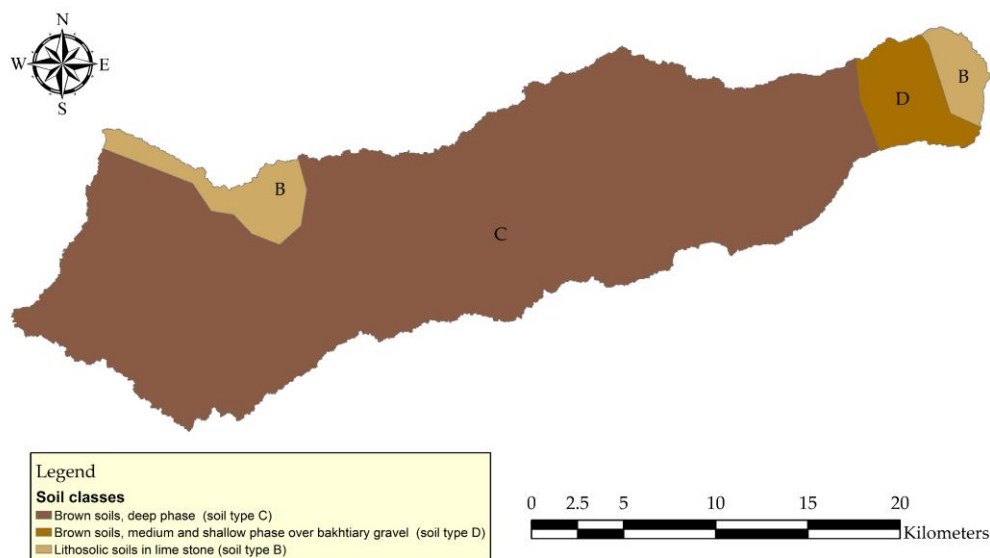 N
W E
S
B
D
B
C
Legend
Soil classes
Brown soils, deep phase (soil type C)
Brown soils, medium and shallow phase over bakhtiary gravel (soil type D)
Lithosolic soils in lime stone (soil type B)
0 2.5 5 10 15 20
Kilometers